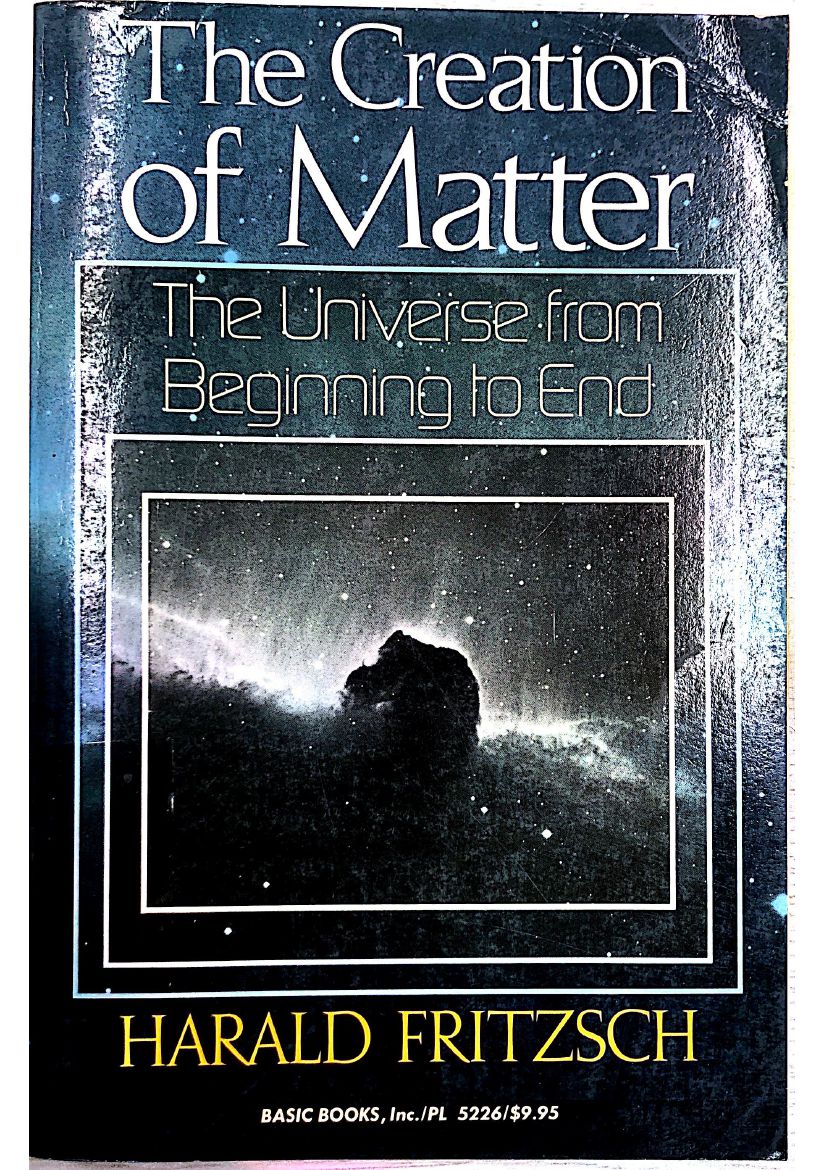 The Creation
of Matter
The Universe from
Beginning to End
HARALD FRITZSCH
BASIC BOOKS, Inc./PL 5226/$9.95